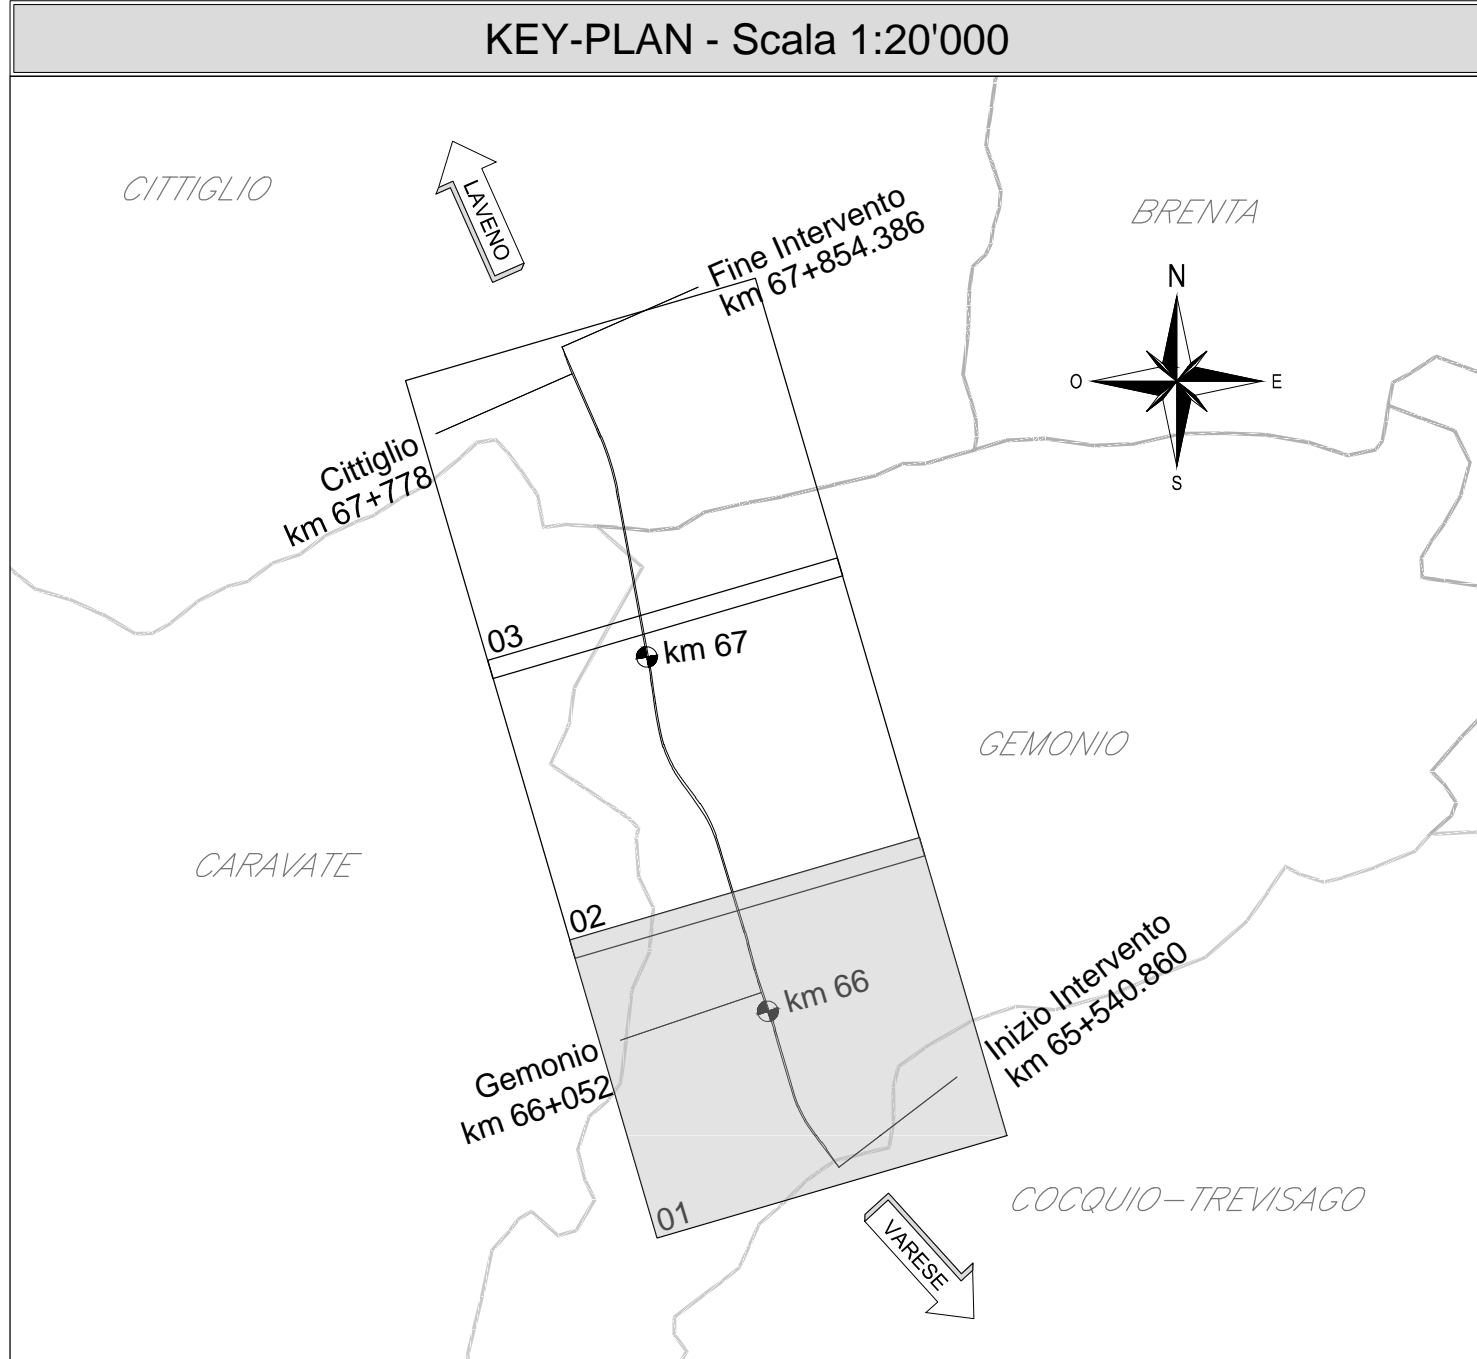 KEY-PLAN - Scala 1:20'000
CITTIGLIO
LAVENO
BRENTA
Fine Intervento
km 67+854.386
N
O
E
S
Cittiglio
km 67+778
03
km 67
GEMONIO
CARAVATE
02
km 66
Inizio Intervento
km 65+540.860
Gemonio
km 66+052
01
COCQUIO-TREVISAGO
VARESE